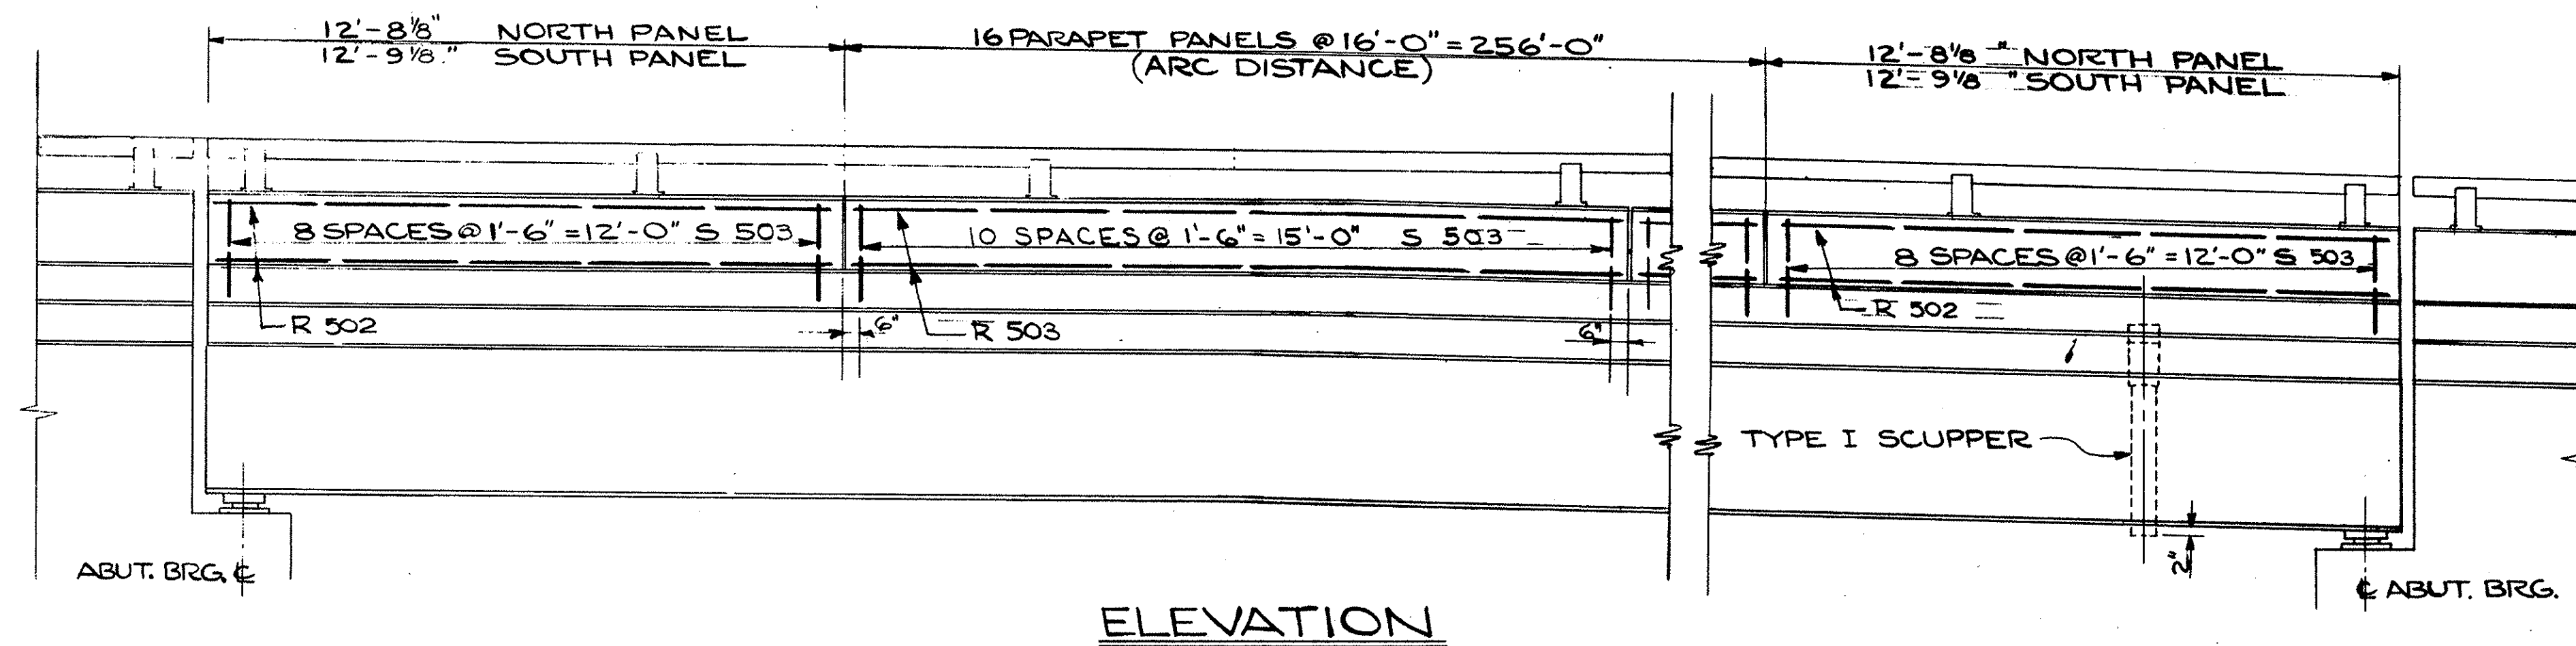 12'-8⅛" NORTH PANEL
12'-9⅛" SOUTH PANEL
16 PARAPET PANELS @ 16'-0" = 256'-0"
(ARC DISTANCE)
12'-8⅛" NORTH PANEL
12'-9⅛" SOUTH PANEL
8 SPACES @ 1'-6" = 12'-0" S 503
10 SPACES @ 1'-6" = 15'-0" S 503
8 SPACES @ 1'-6" = 12'-0" S 503
R 502
6"
R 503
6"
R 502
TYPE I SCUPPER
2"
ABUT. BRG. ℄
℄ ABUT. BRG.
ELEVATION